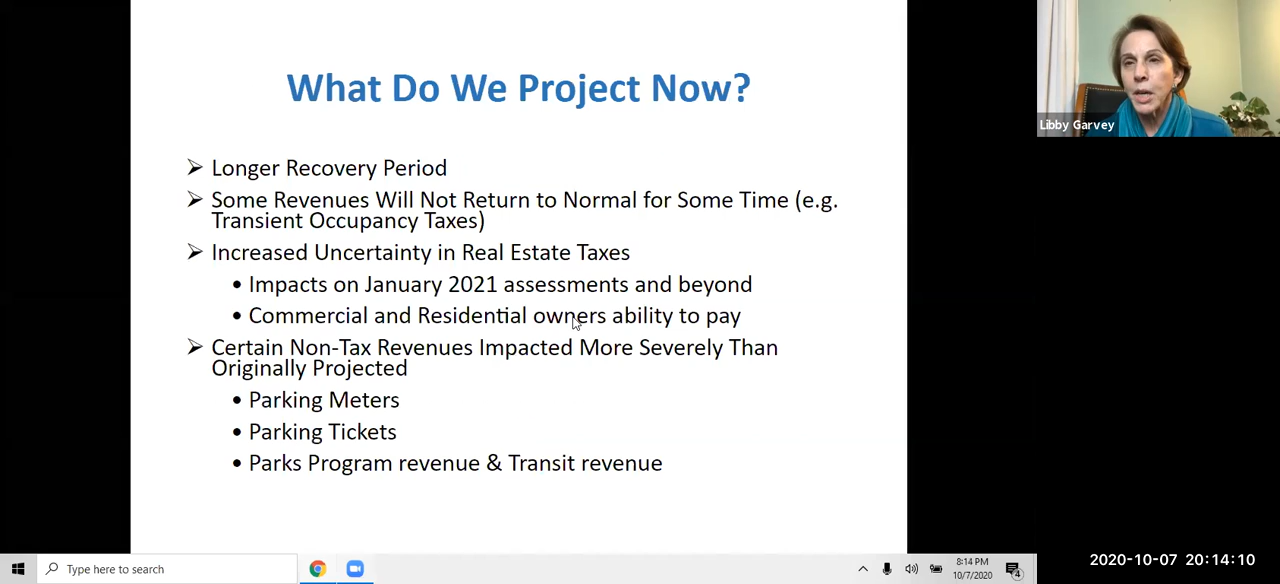 What Do We Project Now?
Libby Garvey
➢ Longer Recovery Period
➢ Some Revenues Will Not Return to Normal for Some Time (e.g.
Transient Occupancy Taxes)
➢ Increased Uncertainty in Real Estate Taxes
• Impacts on January 2021 assessments and beyond
• Commercial and Residential owners ability to pay
➢ Certain Non-Tax Revenues Impacted More Severely Than
Originally Projected
• Parking Meters
• Parking Tickets
• Parks Program revenue & Transit revenue
Type here to search
8:14 PM
10/7/2020
4
2020-10-07 20:14:10